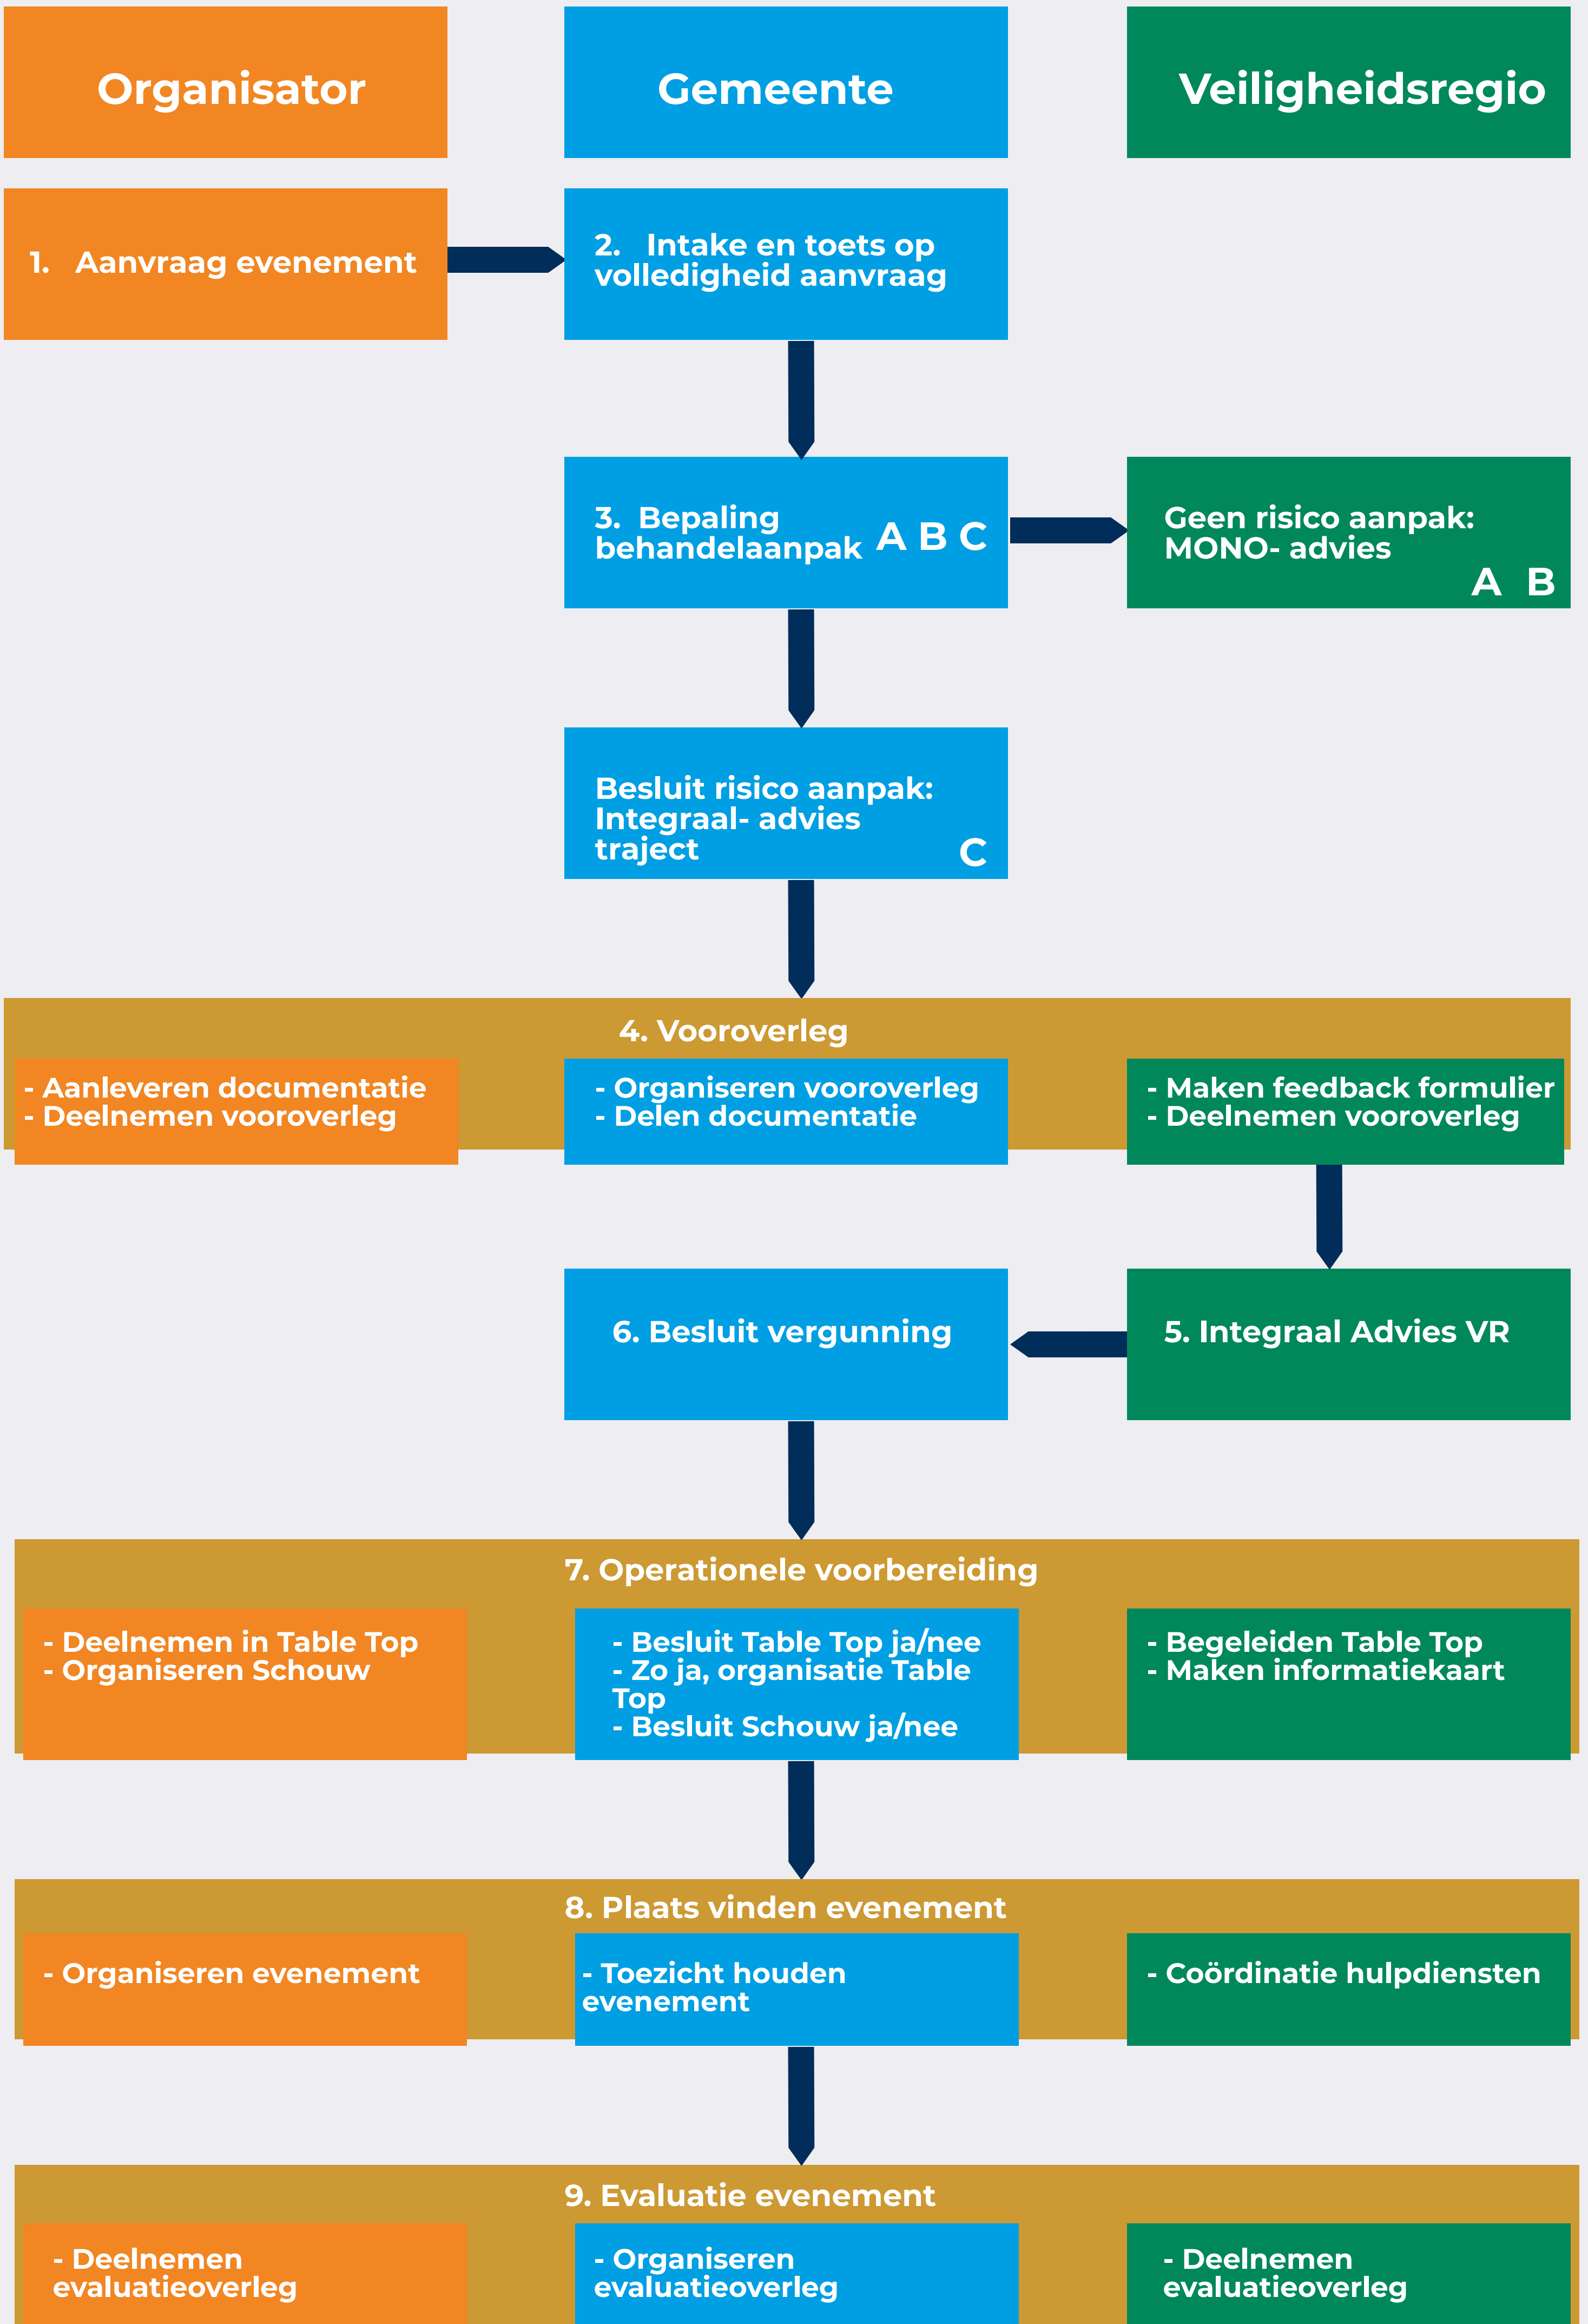 Organisator
Gemeente
Veiligheidsregio
1. Aanvraag evenement
2. Intake en toets op
volledigheid aanvraag
3. Bepaling
behandelaanpak
A B C
Geen risico aanpak:
MONO- advies
A B
Besluit risico aanpak:
Integraal- advies
traject
C
4. Vooroverleg
- Aanleveren documentatie
- Deelnemen vooroverleg
- Organiseren vooroverleg
- Delen documentatie
- Maken feedback formulier
- Deelnemen vooroverleg
6. Besluit vergunning
5. Integraal Advies VR
7. Operationele voorbereiding
- Deelnemen in Table Top
- Organiseren Schouw
- Besluit Table Top ja/nee
- Zo ja, organisatie Table
Top
- Besluit Schouw ja/nee
- Begeleiden Table Top
- Maken informatiekaart
8. Plaats vinden evenement
- Organiseren evenement
- Toezicht houden
evenement
- Coördinatie hulpdiensten
9. Evaluatie evenement
- Deelnemen
evaluatieoverleg
- Organiseren
evaluatieoverleg
- Deelnemen
evaluatieoverleg